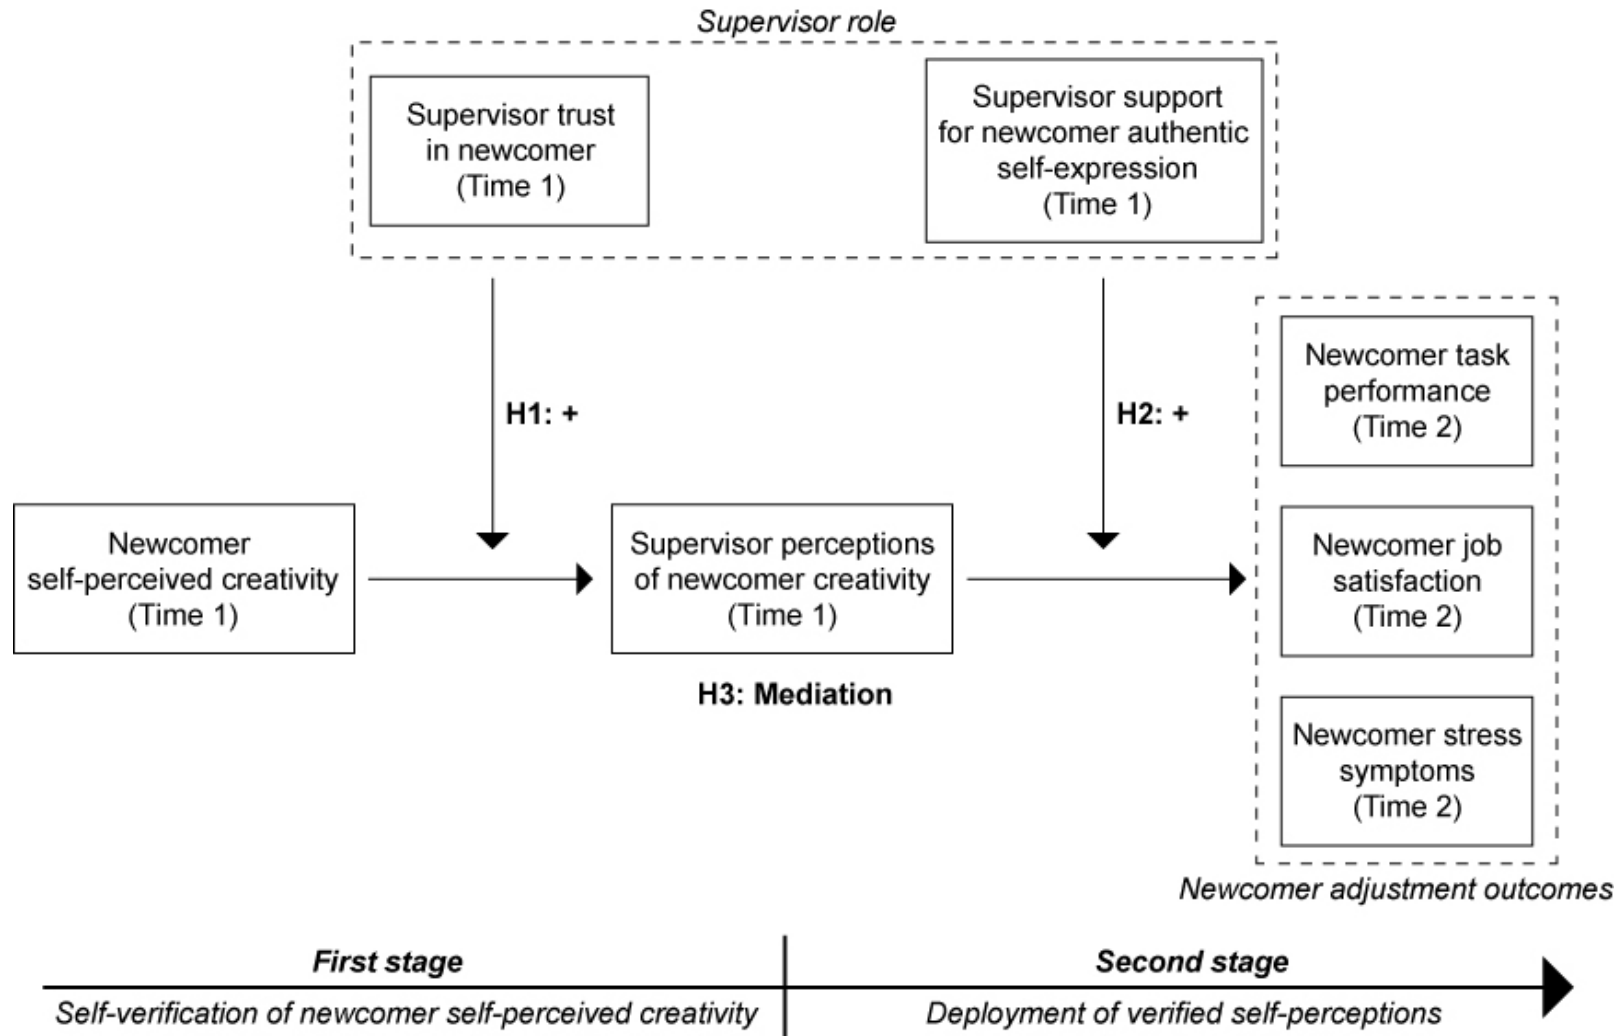 Supervisor role
Supervisor trust
in newcomer
(Time 1)
Supervisor support
for newcomer authentic
self-expression
(Time 1)
H1: +
H2: +
Newcomer
self-perceived creativity
(Time 1)
Supervisor perceptions
of newcomer creativity
(Time 1)
H3: Mediation
Newcomer task
performance
(Time 2)
Newcomer job
satisfaction
(Time 2)
Newcomer stress
symptoms
(Time 2)
Newcomer adjustment outcomes
First stage
Second stage
Self-verification of newcomer self-perceived creativity
Deployment of verified self-perceptions